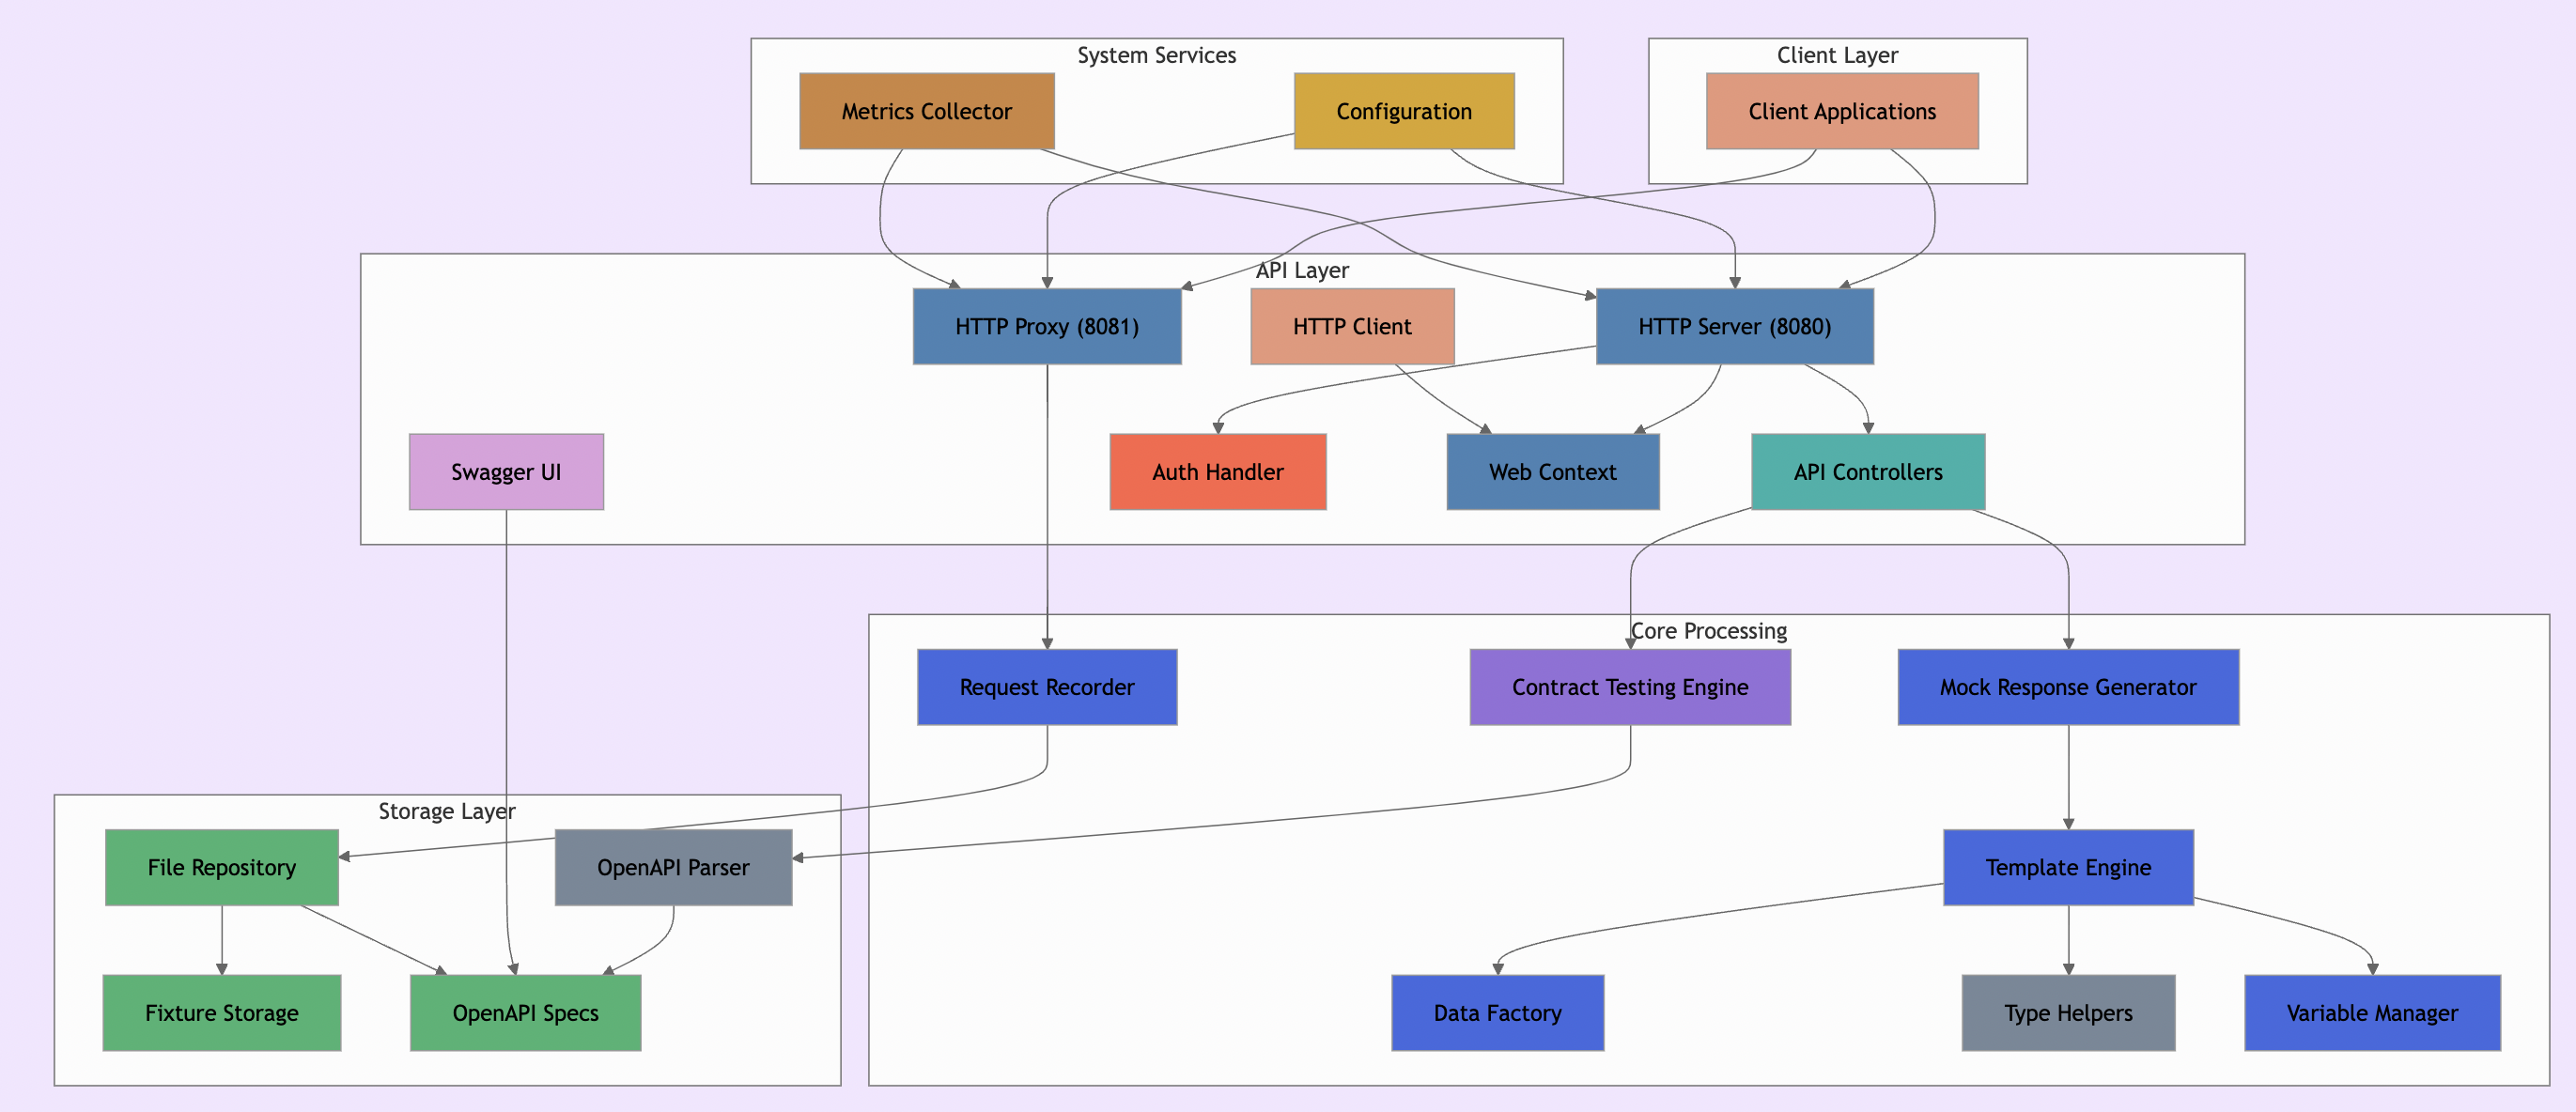 System Services
Client Layer
Metrics Collector
Configuration
Client Applications
API Layer
HTTP Proxy (8081)
HTTP Client
HTTP Server (8080)
Swagger UI
Auth Handler
Web Context
API Controllers
Core Processing
Request Recorder
Contract Testing Engine
Mock Response Generator
Storage Layer
File Repository
OpenAPI Parser
Template Engine
Fixture Storage
OpenAPI Specs
Data Factory
Type Helpers
Variable Manager